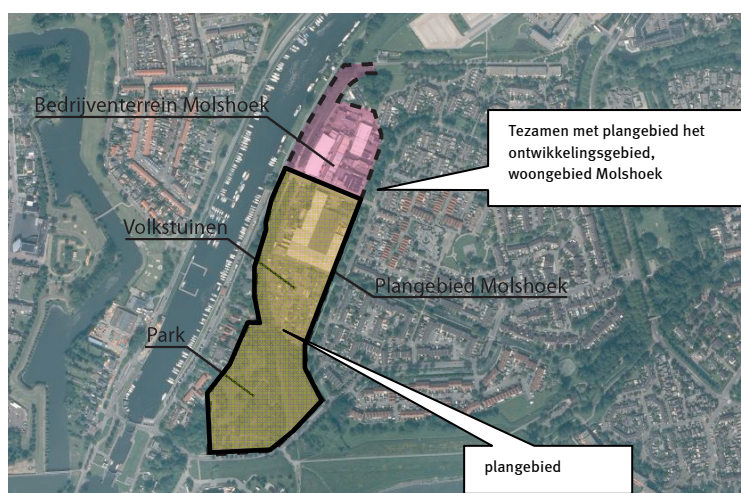 Bedrijventerrein Molshoek
Tezamen met plangebied het
ontwikkelingsgebied,
woongebied Molshoek
Volkstuinen
Plangebied Molshoek
Park
plangebied